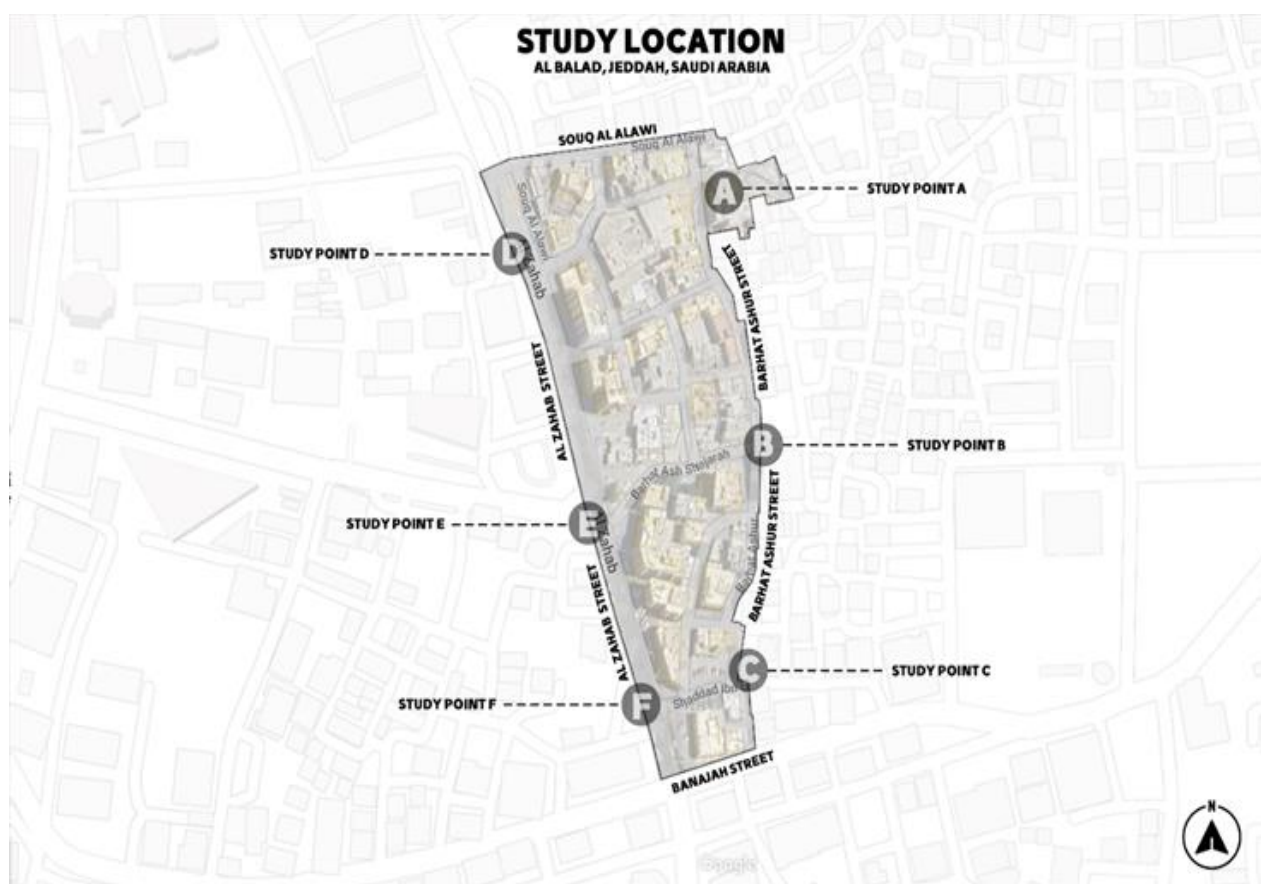 STUDY LOCATION
AL BALAD, JEDDAH, SAUDI ARABIA
SOUQ AL ALAWI
Souq Al Alawi
A
STUDY POINT A
Souq Al Alawi
STUDY POINT D
D
Zahab
BARHAT ASHUR STREET
AL ZAHAB STREET
B
STUDY POINT B
Barhat Ash Shajarah
STUDY POINT E
E
Zahab
Barhat Ashur
BARHAT ASHUR STREET
AL ZAHAB STREET
C
STUDY POINT C
Shaddad Ibn
STUDY POINT F
F
BANAJAH STREET
N
Google